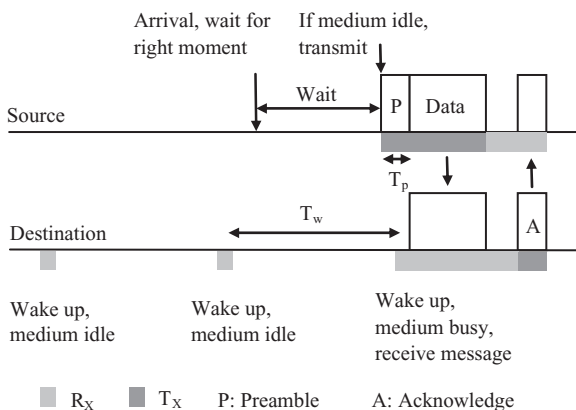 Arrival, wait for
right moment
If medium idle,
transmit
Wait
P
Data
Source
Tp
Tw
Destination
A
Wake up,
medium idle
Wake up,
medium idle
Wake up,
medium busy,
receive message
RX
TX
P: Preamble
A: Acknowledge